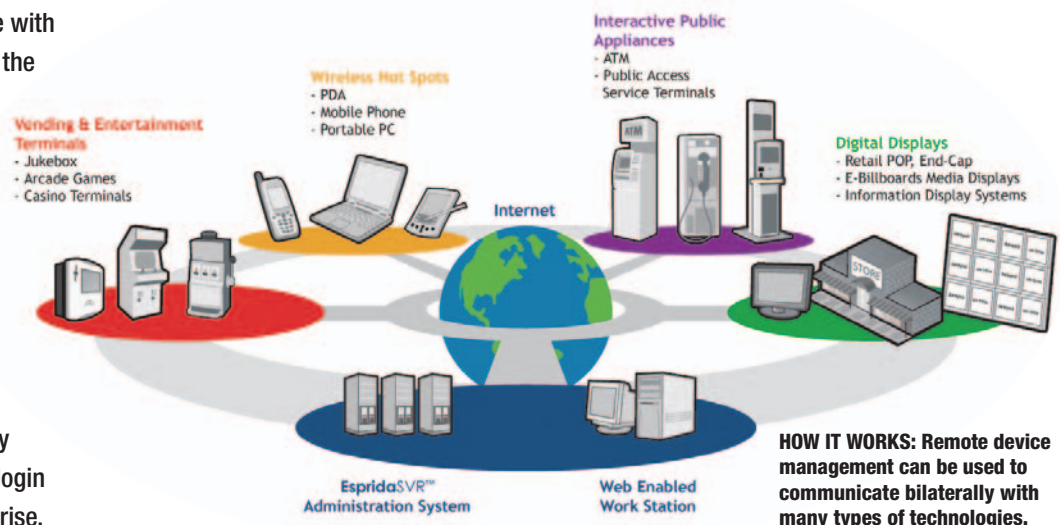 e with
the
Vending & Entertainment
Terminals
- Jukebox
- Arcade Games
- Casino Terminals
Wireless Hot Spots
- PDA
- Mobile Phone
- Portable PC
Interactive Public
Appliances
- ATM
- Public Access
Service Terminals
Digital Displays
- Retail POP, End-Cap
- E-Billboards Media Displays
- Information Display Systems
Internet
ATM
STORE
EspridaSVR™
Administration System
Web Enabled
Work Station
y
login
rise.
HOW IT WORKS: Remote device
management can be used to
communicate bilaterally with
many types of technologies.